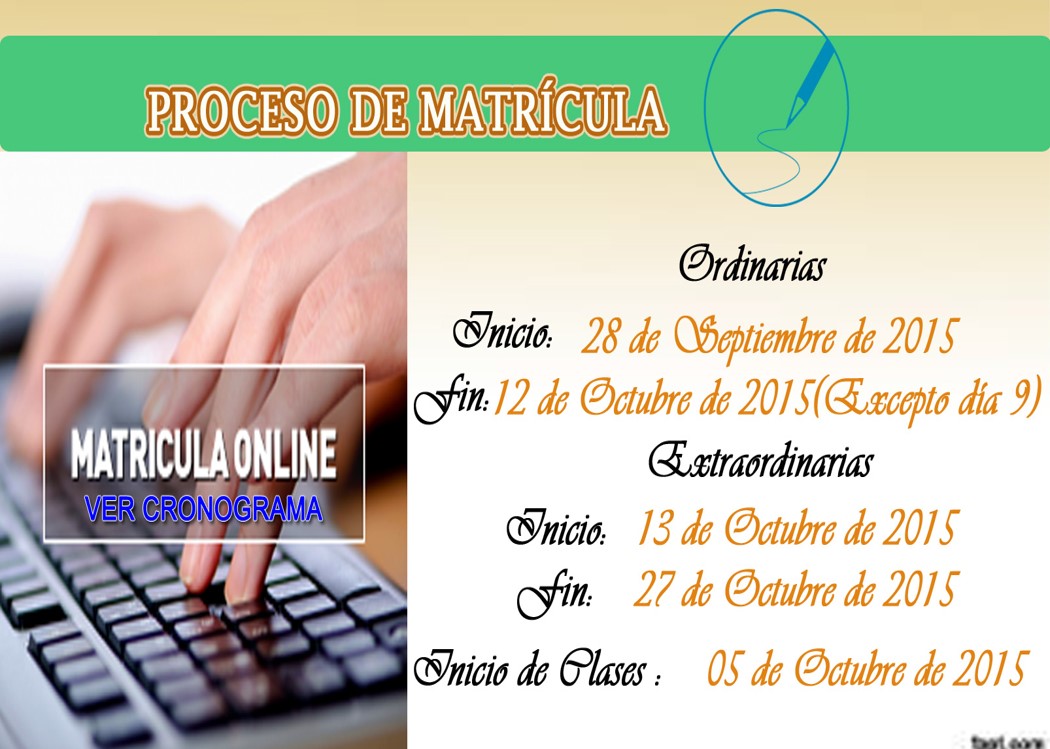 PROCESO DE MATRÍCULA
MATRICULA ONLINE
VER CRONOGRAMA
Ordinarias
Inicio: 28 de Septiembre de 2015
Fin:12 de Octubre de 2015(Excepto día 9)
Extraordinarias
Inicio: 13 de Octubre de 2015
Fin: 27 de Octubre de 2015
Inicio de Clases : 05 de Octubre de 2015